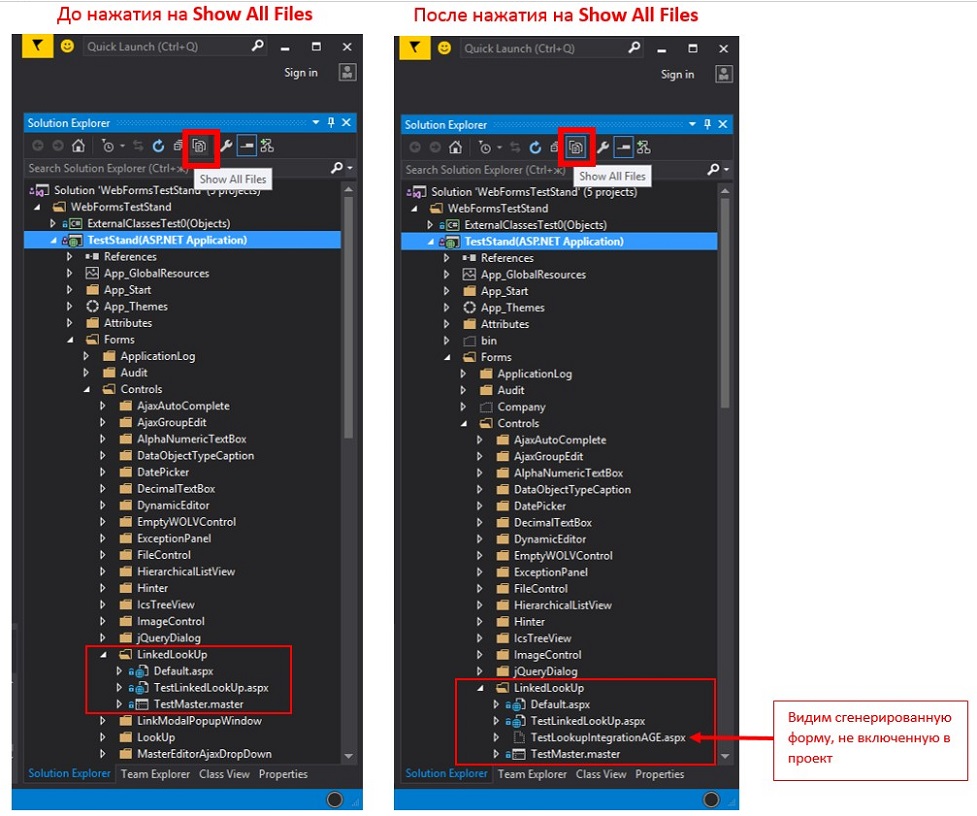 До нажатия на Show All Files
Quick Launch (Ctrl+Q)
Sign in
Solution Explorer
Search Solution Explorer (Ctrl+ж)
Show All Files
Solution 'WebFormsTestStand' (5 projects)
WebFormsTestStand
ExternalClassesTest0(Objects)
TestStand(ASP.NET Application)
References
App_GlobalResources
App_Start
App_Themes
Attributes
Forms
ApplicationLog
Audit
Controls
AjaxAutoComplete
AjaxGroupEdit
AlphaNumericTextBox
DataObjectTypeCaption
DatePicker
DecimalTextBox
DynamicEditor
EmptyWOLVControl
ExceptionPanel
FileControl
HierarchicalListView
Hinter
IcsTreeView
ImageControl
jQueryDialog
LinkedLookUp
Default.aspx
TestLinkedLookUp.aspx
TestMaster.master
LinkModalPopupWindow
LookUp
MasterEditorAjaxDropDown
Solution Explorer Team Explorer Class View Properties
После нажатия на Show All Files
Quick Launch (Ctrl+Q)
Sign in
Solution Explorer
Search Solution Explorer (Ctrl+ж)
Show All Files
Solution 'WebFormsTestStand' (5 projects)
WebFormsTestStand
ExternalClassesTest0(Objects)
TestStand(ASP.NET Application)
References
App_GlobalResources
App_Start
App_Themes
Attributes
bin
Forms
ApplicationLog
Audit
Company
Controls
AjaxAutoComplete
AjaxGroupEdit
AlphaNumericTextBox
DataObjectTypeCaption
DatePicker
DecimalTextBox
DynamicEditor
EmptyWOLVControl
ExceptionPanel
FileControl
HierarchicalListView
Hinter
IcsTreeView
ImageControl
jQueryDialog
LinkedLookUp
Default.aspx
TestLinkedLookUp.aspx
TestLookupIntegrationAGE.aspx
TestMaster.master
Solution Explorer Team Explorer Class View Properties
Видим сгенерированную
форму, не включенную в
проект